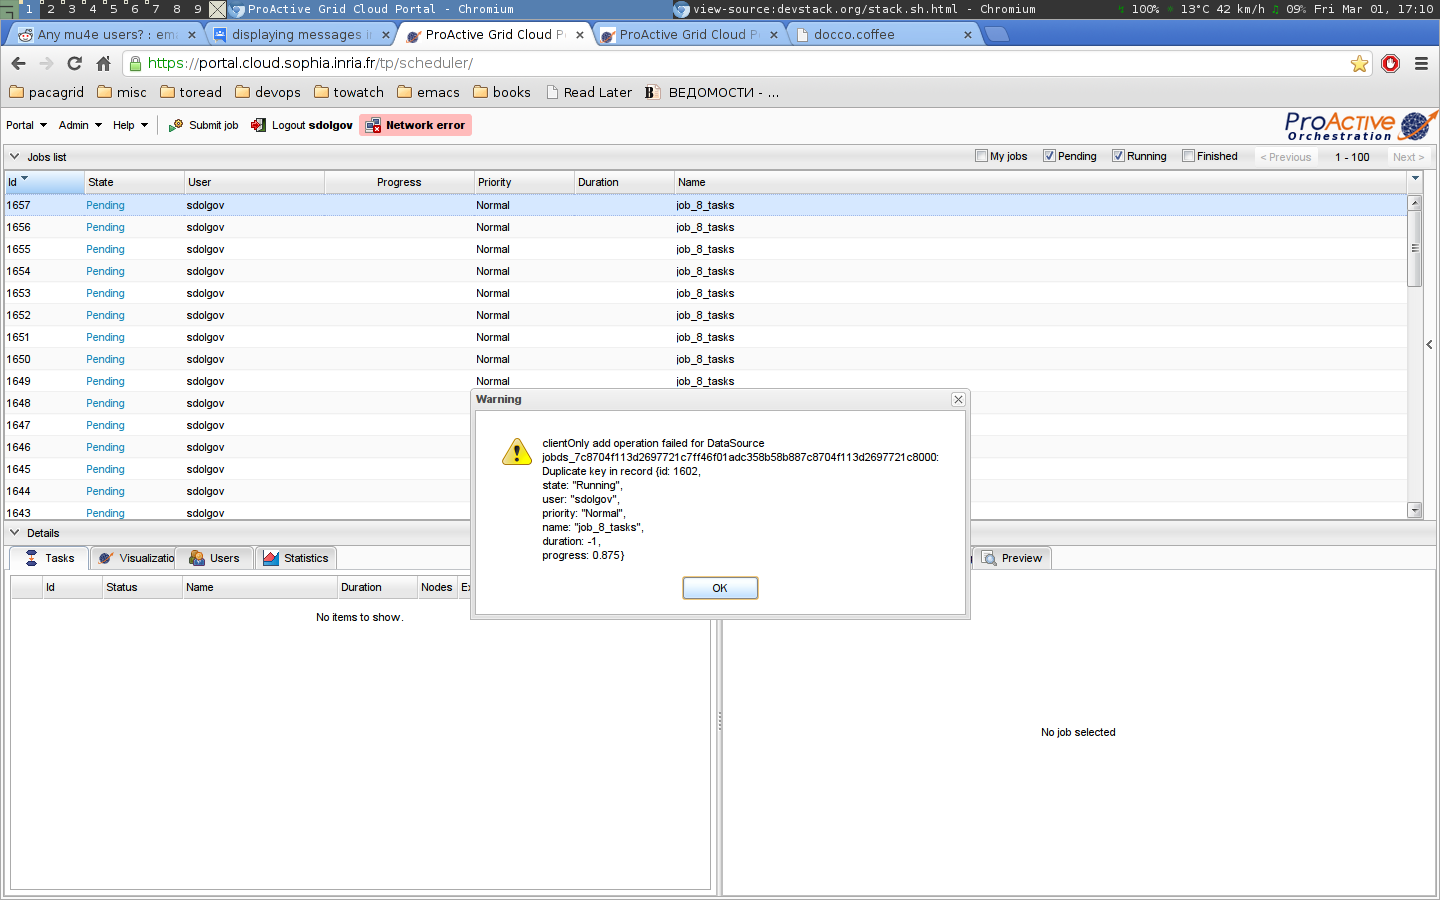 1 2 3 4 5 6 7 8 9 ProActive Grid Cloud Portal - Chromium view-source:devstack.org/stack.sh.html - Chromium 100% 13°C 42 km/h 09% Fri Mar 01, 17:10
Any mu4e users? : ema displaying messages i ProActive Grid Cloud P ProActive Grid Cloud P docco.coffee
https://portal.cloud.sophia.inria.fr/tp/scheduler/
pacagrid misc toread devops towatch emacs books Read Later ВЕДОМОСТИ - ...
Portal Admin Help Submit job Logout sdolgov Network error ProActive
Orchestration
Jobs list My jobs Pending Running Finished < Previous 1 - 100 Next >
Id State User Progress Priority Duration Name
1657 Pending sdolgov Normal job_8_tasks
1656 Pending sdolgov Normal job_8_tasks
1655 Pending sdolgov Normal job_8_tasks
1654 Pending sdolgov Normal job_8_tasks
1653 Pending sdolgov Normal job_8_tasks
1652 Pending sdolgov Normal job_8_tasks
1651 Pending sdolgov Normal job_8_tasks
1650 Pending sdolgov Normal job_8_tasks
1649 Pending sdolgov Normal job_8_tasks
1648 Pending sdolgov
1647 Pending sdolgov
1646 Pending sdolgov
1645 Pending sdolgov
1644 Pending sdolgov
1643 Pending sdolgov
Warning
clientOnly add operation failed for DataSource
jobds_7c8704f113d2697721c7ff46f01adc358b58b887c8704f113d2697721c8000:
Duplicate key in record {id: 1602,
state: "Running",
user: "sdolgov",
priority: "Normal",
name: "job_8_tasks",
duration: -1,
progress: 0.875}
OK
Details
Tasks Visualizatio Users Statistics Preview
Id Status Name Duration Nodes Ex
No items to show.
No job selected